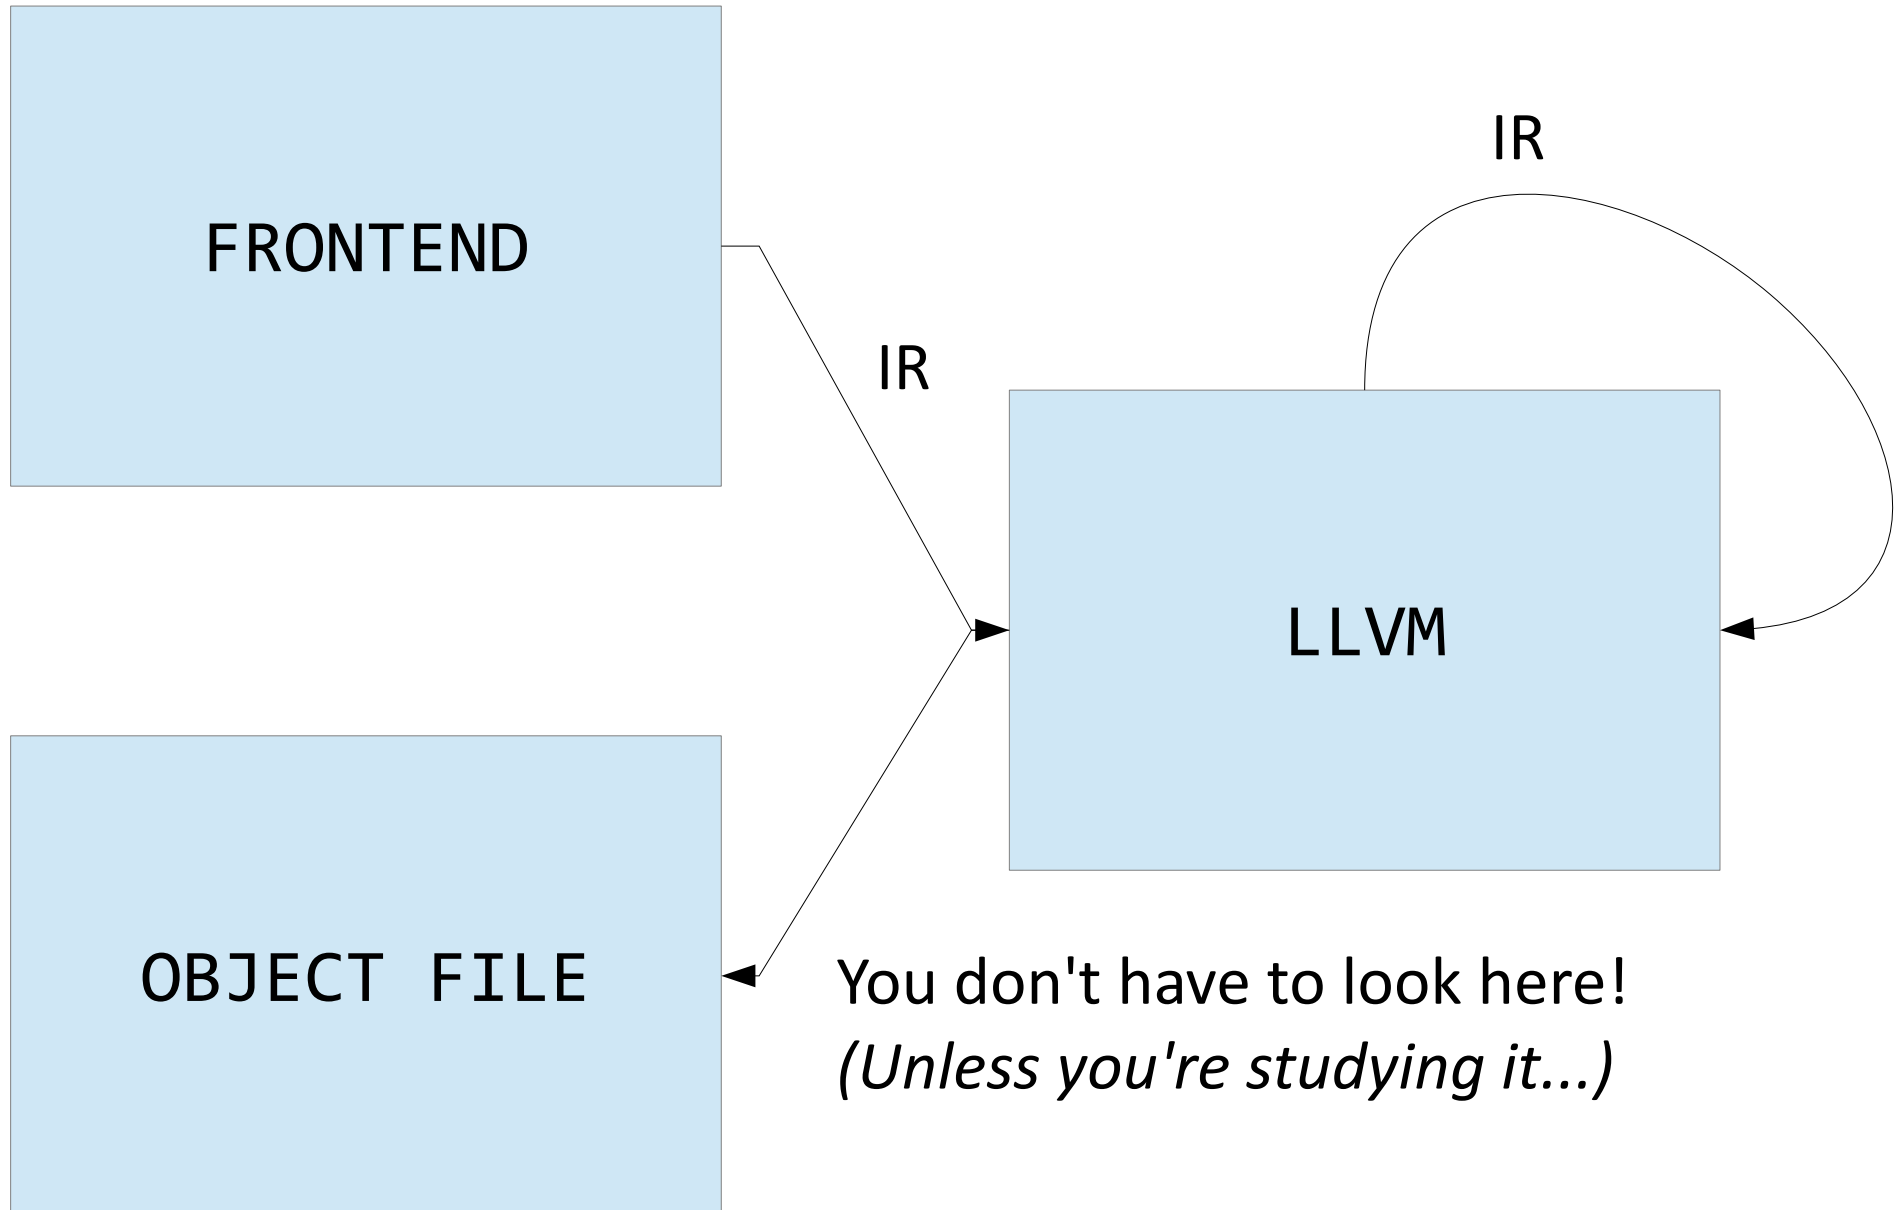 IR
FRONTEND
IR
LLVM
OBJECT FILE
You don't have to look here!
(Unless you're studying it...)